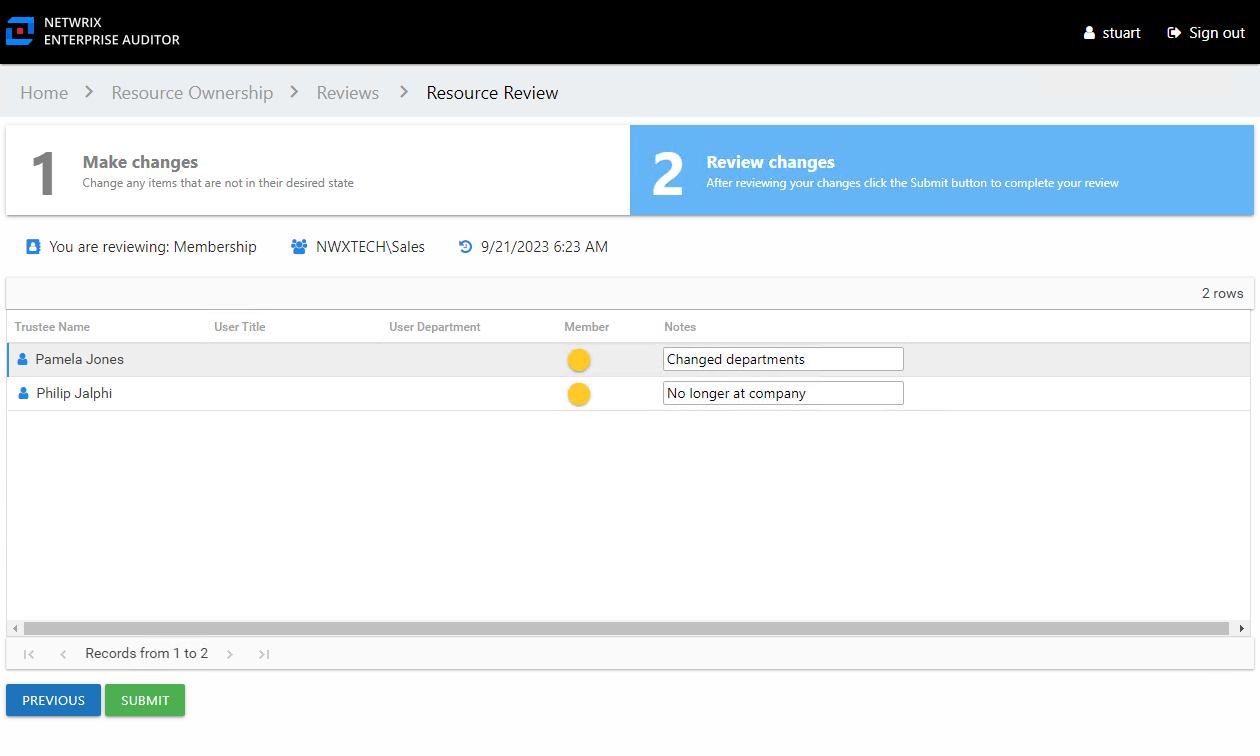 NETWRIX
ENTERPRISE AUDITOR
stuart
Sign out
Home
Resource Ownership
Reviews
Resource Review
1
Make changes
Change any items that are not in their desired state
2
Review changes
After reviewing your changes click the Submit button to complete your review
You are reviewing: Membership
NWXTECH\Sales
9/21/2023 6:23 AM
2 rows
Trustee Name
User Title
User Department
Member
Notes
Pamela Jones
Changed departments
Philip Jalphi
No longer at company
Records from 1 to 2
PREVIOUS
SUBMIT